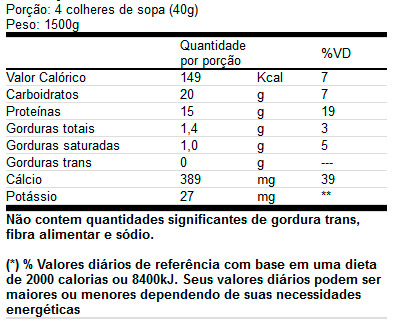 Porção: 4 colheres de sopa (40g)
Peso: 1500g
Quantidade por porção %VD
Valor Calórico 149 Kcal 7
Carboidratos 20 g 7
Proteínas 15 g 19
Gorduras totais 1,4 g 3
Gorduras saturadas 1,0 g 5
Gorduras trans 0 g ---
Cálcio 389 mg 39
Potássio 27 mg **
Não contem quantidades significantes de gordura trans,
fibra alimentar e sódio.
(*) % Valores diários de referência com base em uma dieta
de 2000 calorias ou 8400kJ. Seus valores diários podem ser
maiores ou menores dependendo de suas necessidades
energéticas